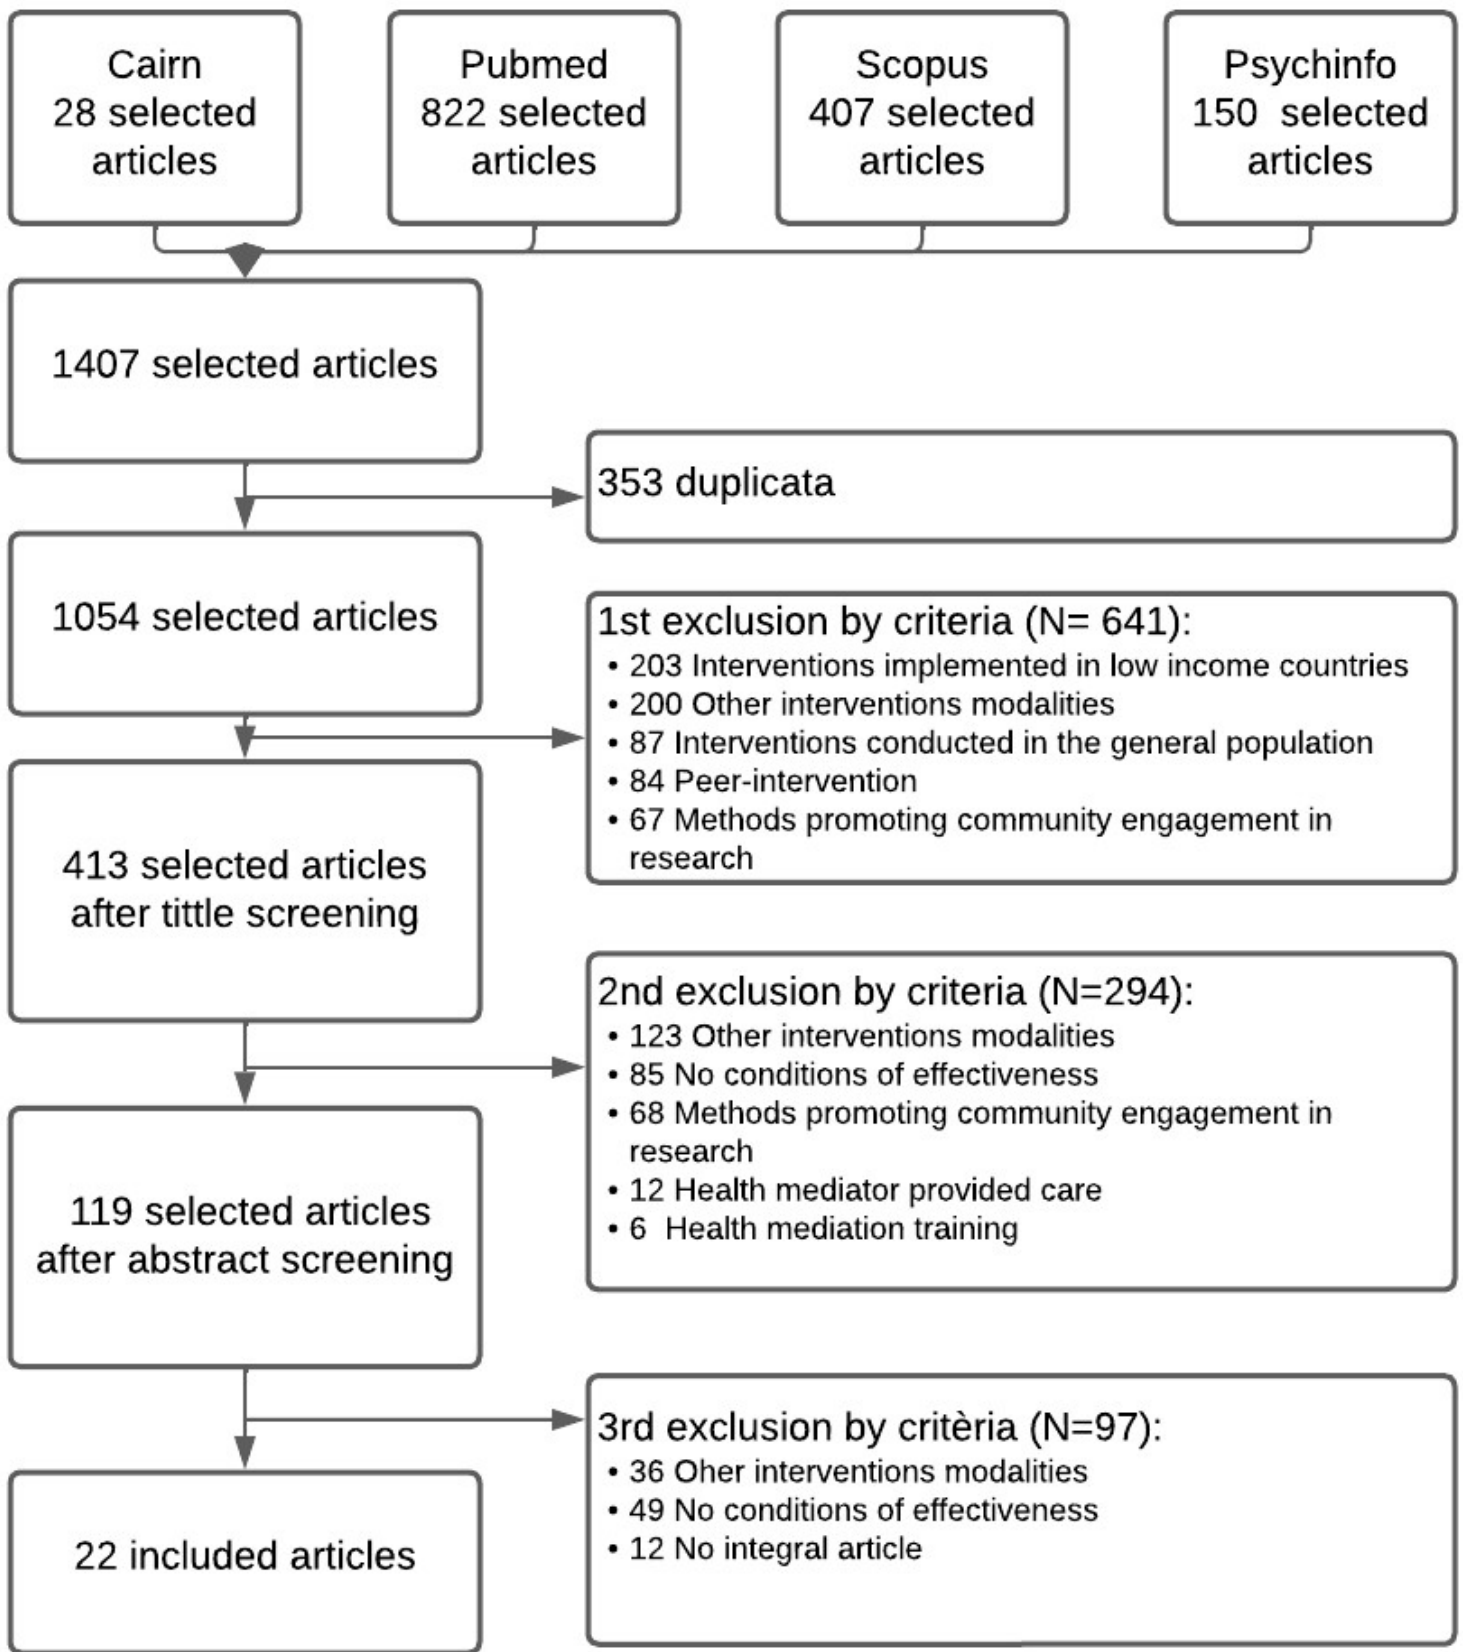 Cairn
28 selected
articles
Pubmed
822 selected
articles
Scopus
407 selected
articles
Psychinfo
150 selected
articles
1407 selected articles
353 duplicata
1054 selected articles
1st exclusion by criteria (N= 641):
• 203 Interventions implemented in low income countries
• 200 Other interventions modalities
• 87 Interventions conducted in the general population
• 84 Peer-intervention
• 67 Methods promoting community engagement in
research
413 selected articles
after tittle screening
2nd exclusion by criteria (N=294):
• 123 Other interventions modalities
• 85 No conditions of effectiveness
• 68 Methods promoting community engagement in
research
• 12 Health mediator provided care
• 6 Health mediation training
119 selected articles
after abstract screening
3rd exclusion by critèria (N=97):
• 36 Oher interventions modalities
• 49 No conditions of effectiveness
• 12 No integral article
22 included articles